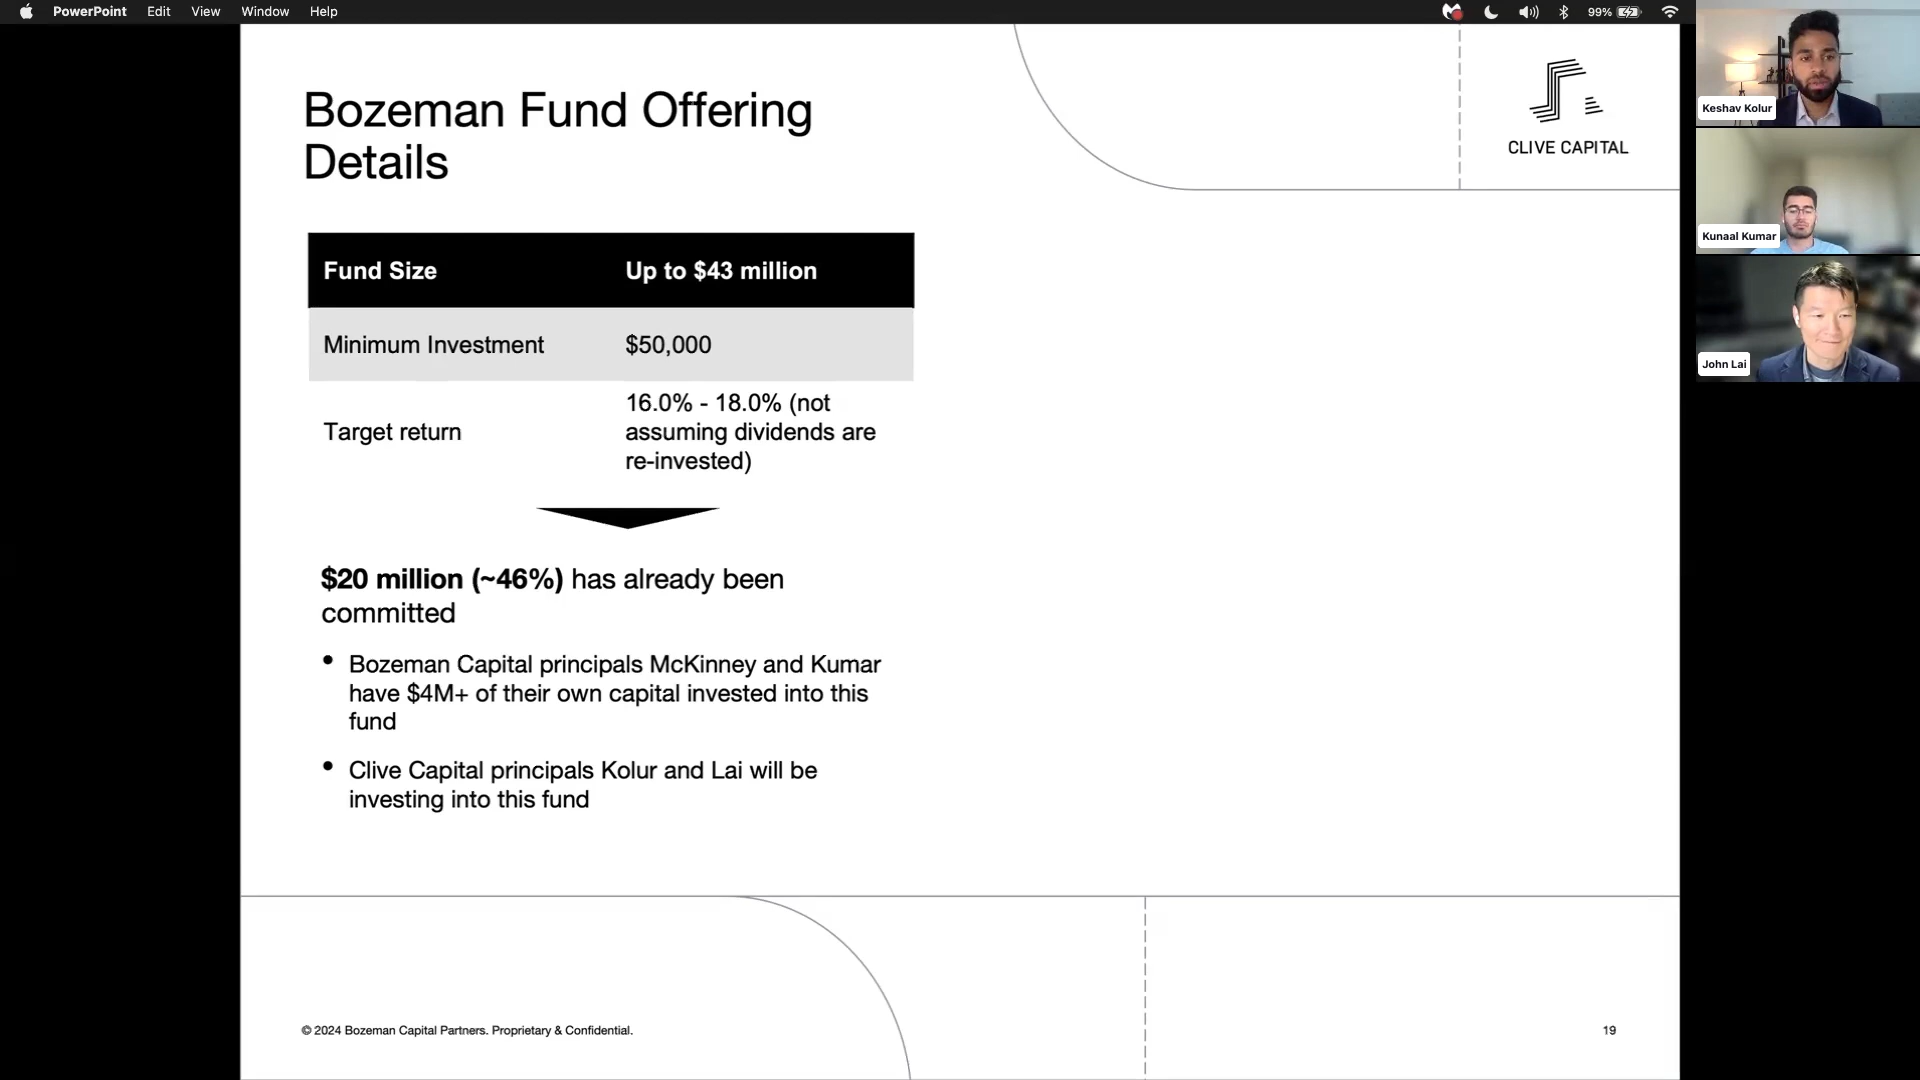 PowerPoint Edit View Window Help
99%
Bozeman Fund Offering
Details
CLIVE CAPITAL
Fund Size Up to $43 million
Minimum Investment $50,000
Target return 16.0% - 18.0% (not
assuming dividends are
re-invested)
$20 million (~46%) has already been
committed
• Bozeman Capital principals McKinney and Kumar
have $4M+ of their own capital invested into this
fund
• Clive Capital principals Kolur and Lai will be
investing into this fund
© 2024 Bozeman Capital Partners. Proprietary & Confidential.
19
Keshav Kolur
Kunaal Kumar
John Lai